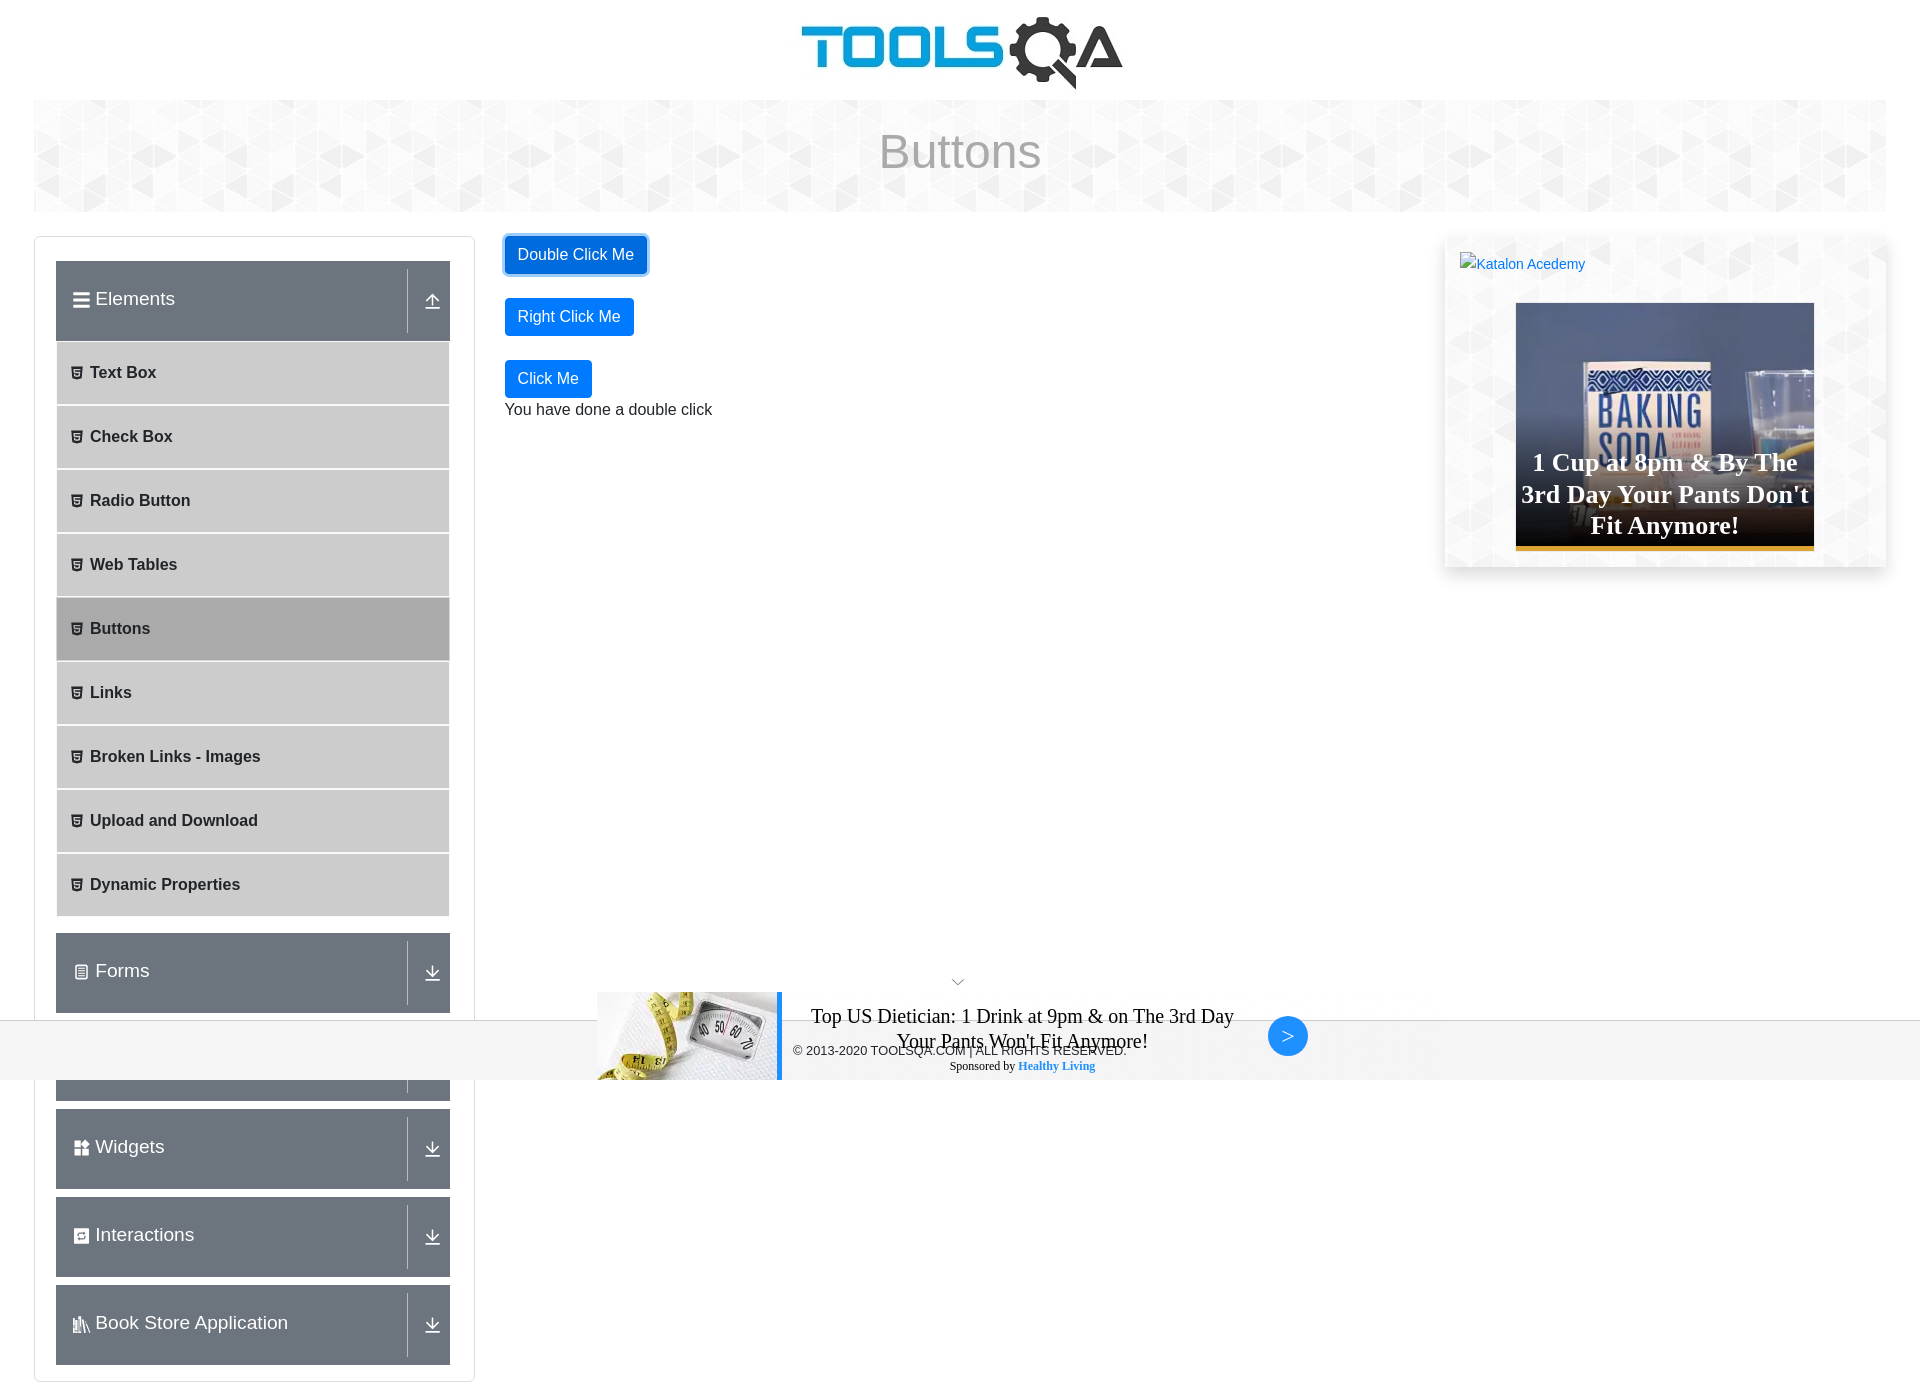 TOOLSQA
Buttons
Elements
Text Box
Check Box
Radio Button
Web Tables
Buttons
Links
Broken Links - Images
Upload and Download
Dynamic Properties
Forms
Widgets
Interactions
Book Store Application
Double Click Me
Right Click Me
Click Me
You have done a double click
Katalon Acedemy
BAKING
SODA
1 Cup at 8pm & By The
3rd Day Your Pants Don't
Fit Anymore!
40 50 60 70
Top US Dietician: 1 Drink at 9pm & on The 3rd Day
Your Pants Won't Fit Anymore!
© 2013-2020 TOOLSQA.COM | ALL RIGHTS RESERVED.
Sponsored by Healthy Living
>